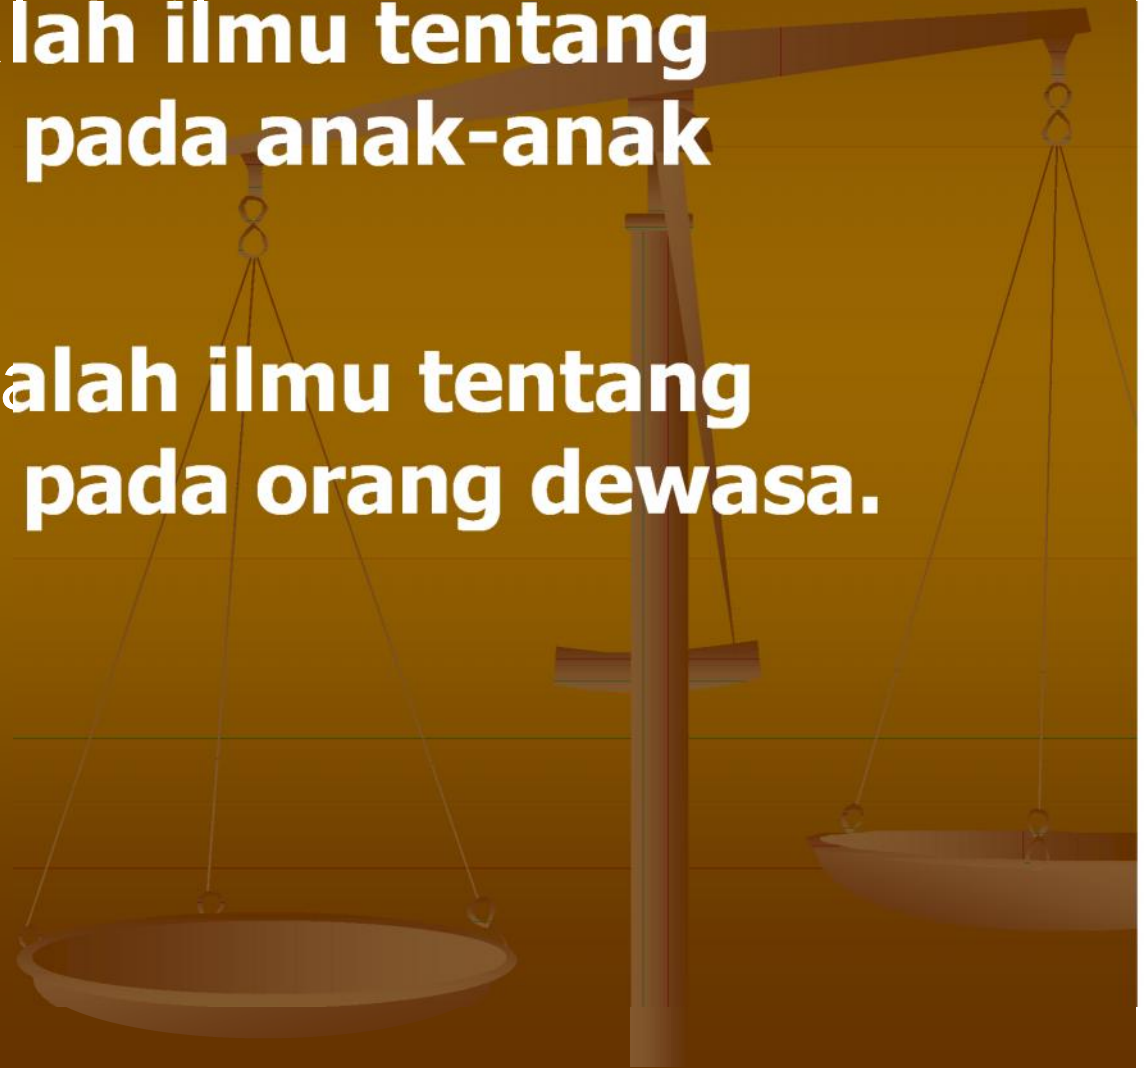 lah ilmu tentang
pada anak-anak
alah ilmu tentang
pada orang dewasa.